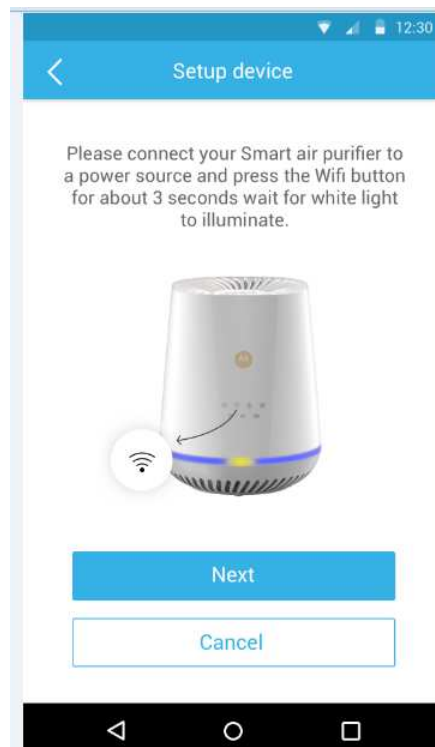 12:30
Setup device
Please connect your Smart air purifier to
a power source and press the Wifi button
for about 3 seconds wait for white light
to illuminate.
Next
Cancel